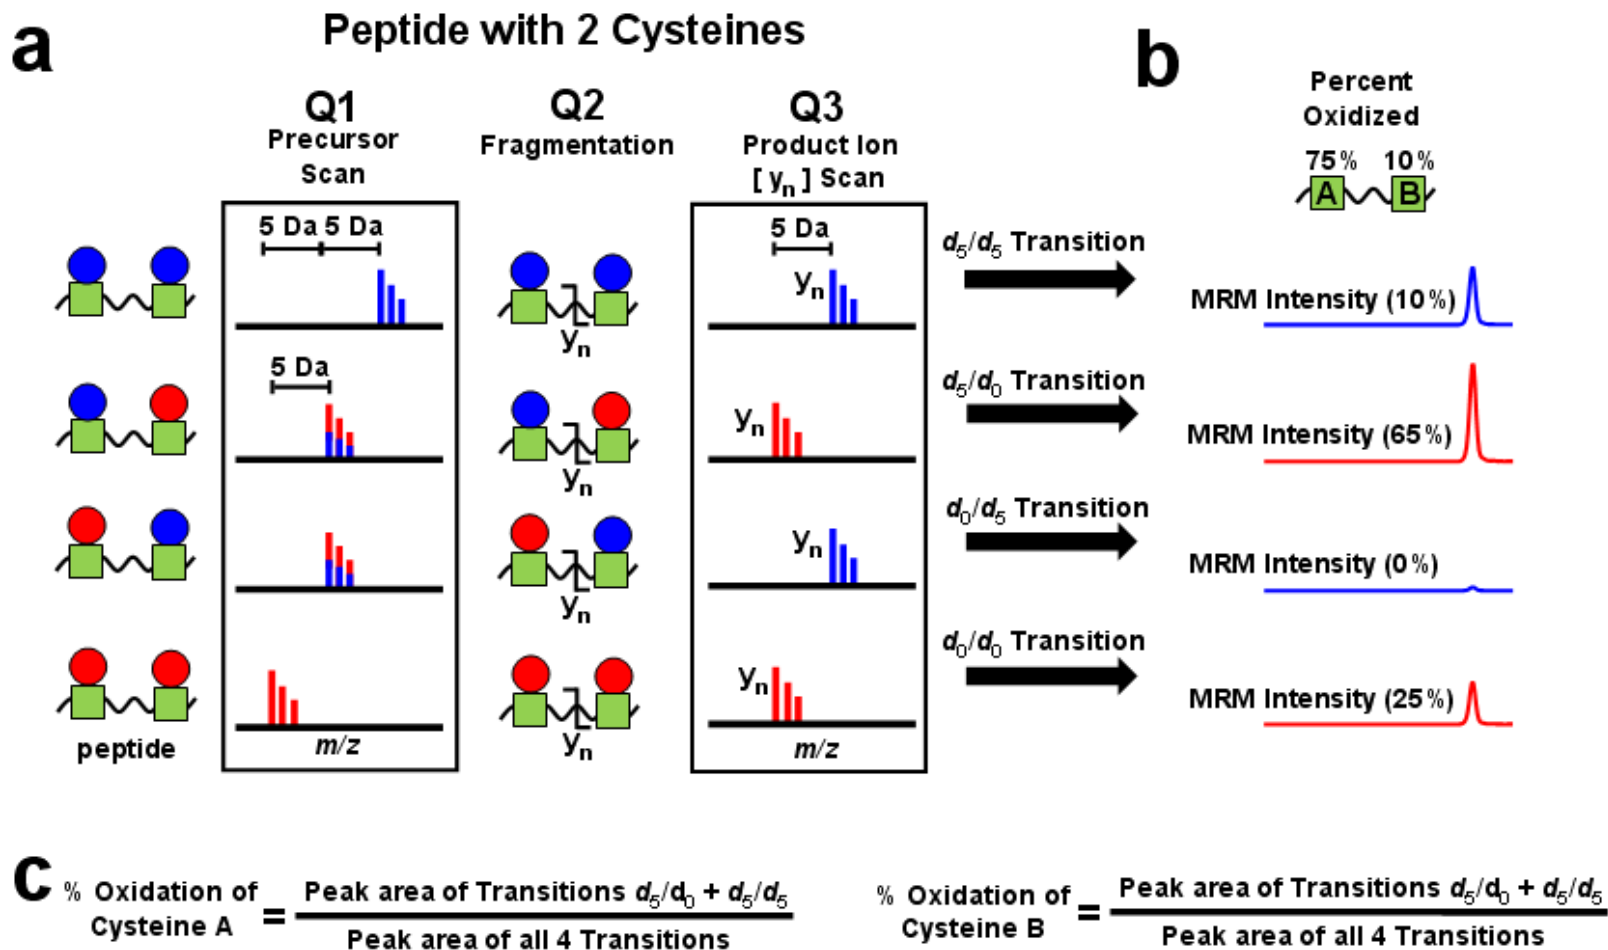 a
Peptide with 2 Cysteines
Q1
Precursor
Scan
Q2
Fragmentation
Q3
Product Ion
[ yn ] Scan
5 Da 5 Da
5 Da
m/z
peptide
yn
yn
yn
yn
5 Da
yn
yn
yn
yn
m/z
d5/d5 Transition
d5/d0 Transition
d0/d5 Transition
d0/d0 Transition
b
Percent
Oxidized
75% 10%
A B
MRM Intensity (10%)
MRM Intensity (65%)
MRM Intensity (0%)
MRM Intensity (25%)
c
% Oxidation of
Cysteine A
=
Peak area of Transitions d5/d0 + d5/d5
Peak area of all 4 Transitions
% Oxidation of
Cysteine B
=
Peak area of Transitions d5/d0 + d5/d5
Peak area of all 4 Transitions